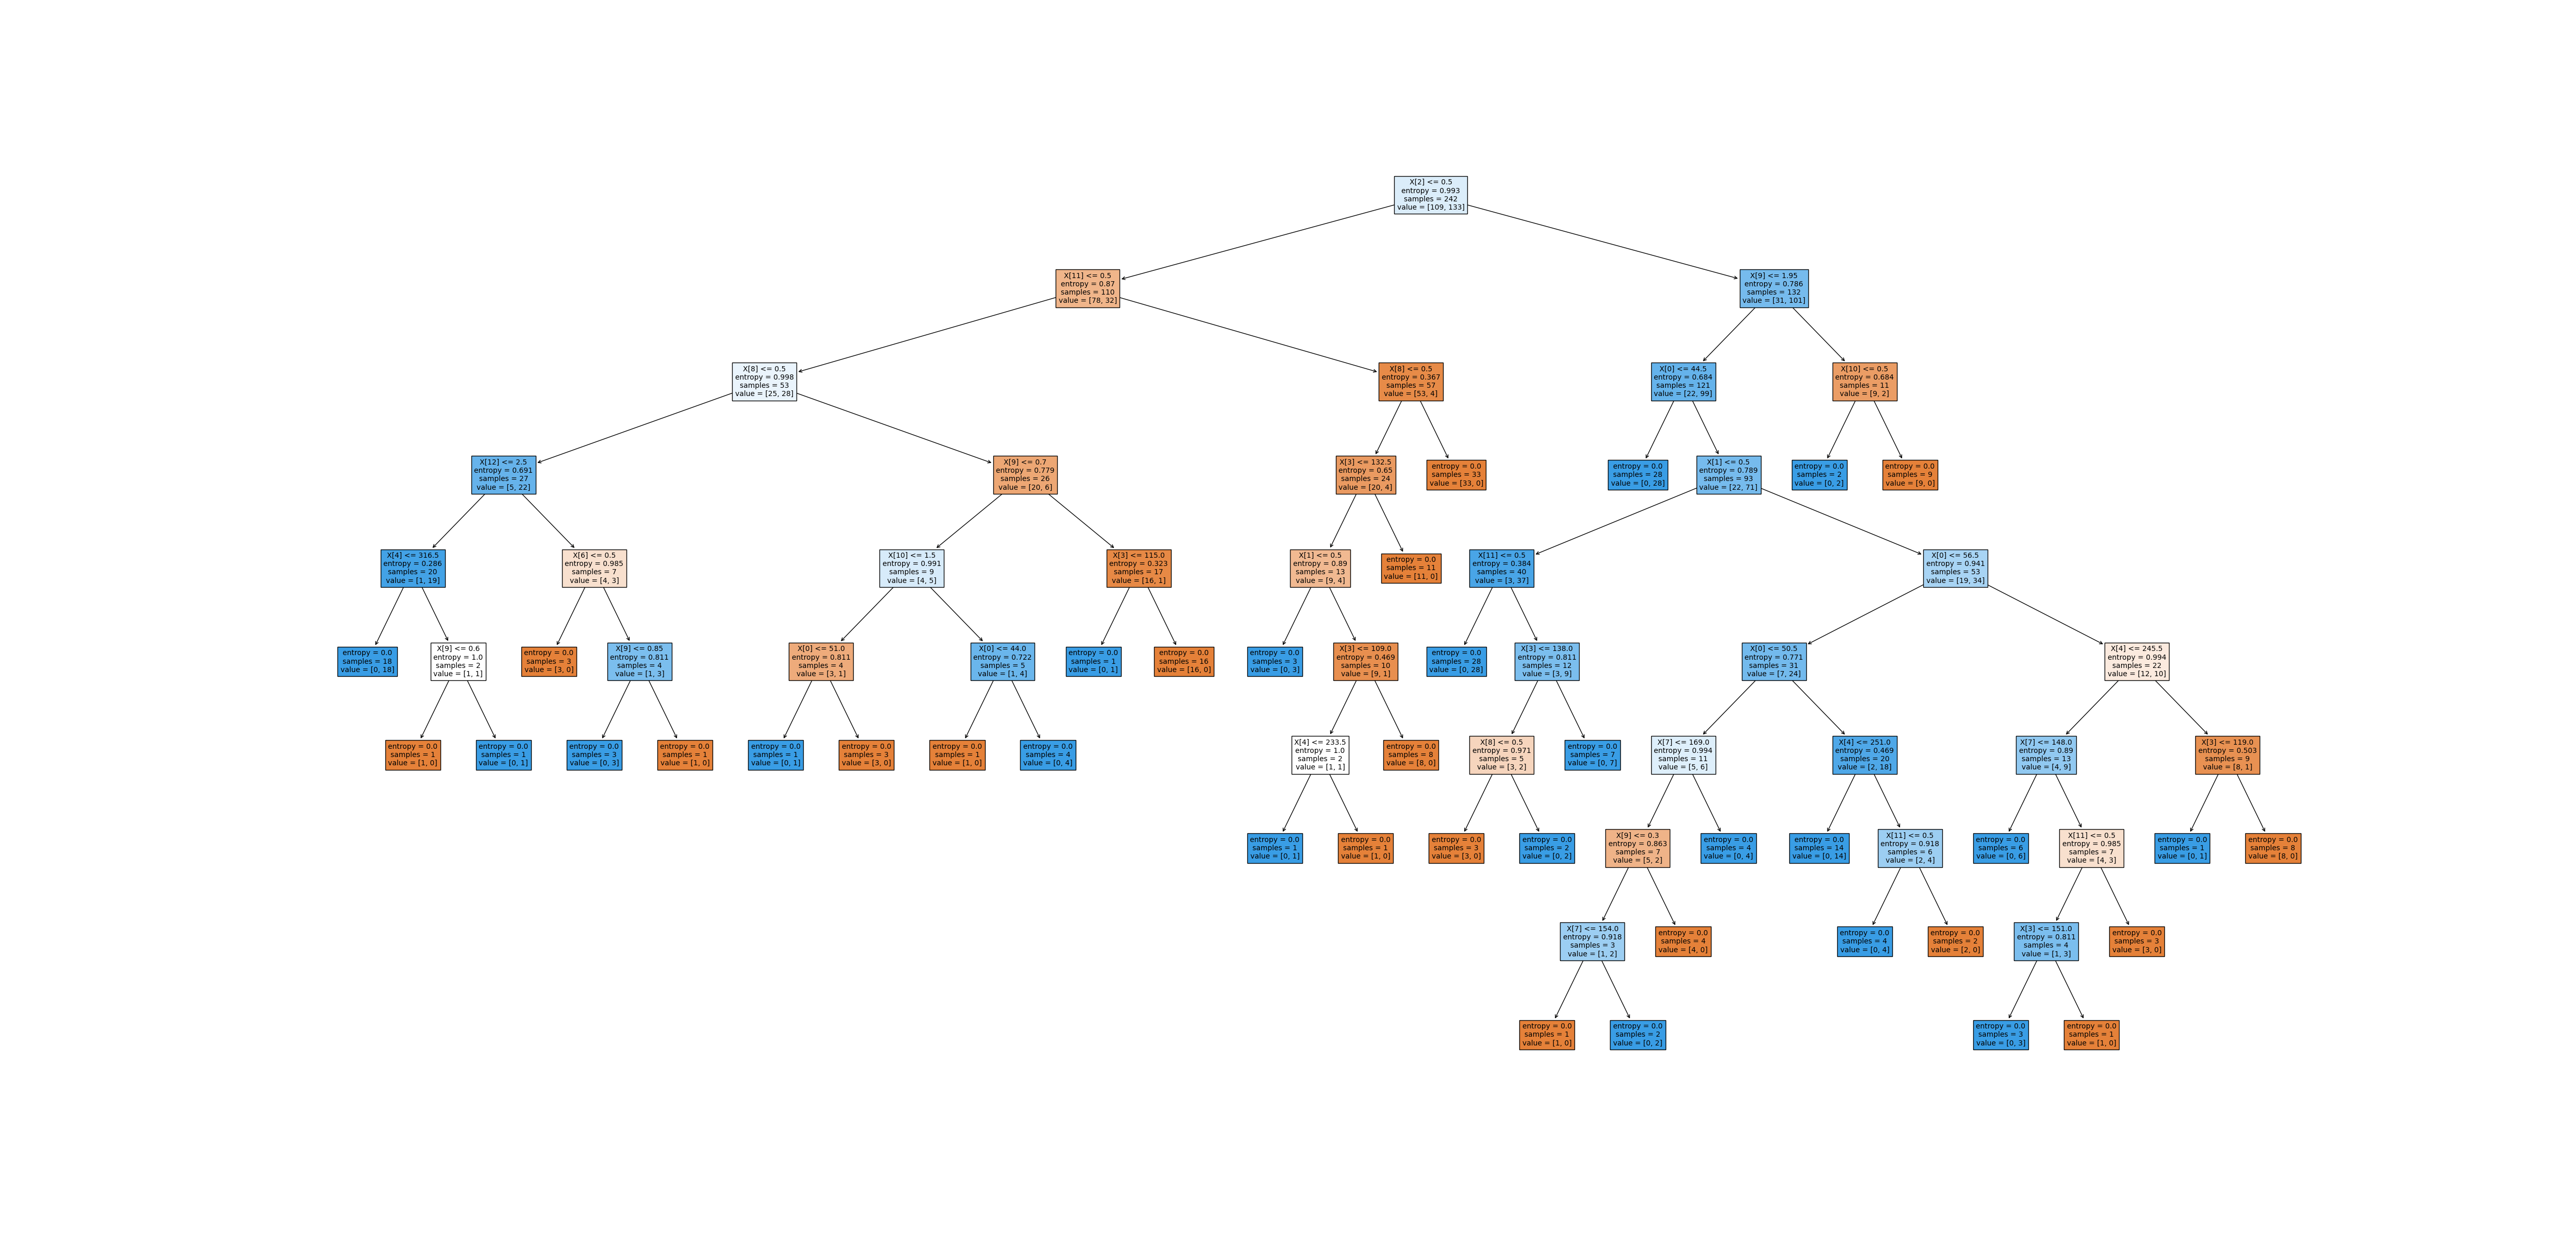 X[2] <= 0.5
entropy = 0.993
samples = 242
value = [109, 133]
X[11] <= 0.5
entropy = 0.87
samples = 110
value = [78, 32]
X[9] <= 1.95
entropy = 0.786
samples = 132
value = [31, 101]
X[8] <= 0.5
entropy = 0.998
samples = 53
value = [25, 28]
X[8] <= 0.5
entropy = 0.367
samples = 57
value = [53, 4]
X[0] <= 44.5
entropy = 0.684
samples = 121
value = [22, 99]
X[10] <= 0.5
entropy = 0.684
samples = 11
value = [9, 2]
X[12] <= 2.5
entropy = 0.691
samples = 27
value = [5, 22]
X[9] <= 0.7
entropy = 0.779
samples = 26
value = [20, 6]
X[3] <= 132.5
entropy = 0.65
samples = 24
value = [20, 4]
entropy = 0.0
samples = 33
value = [33, 0]
entropy = 0.0
samples = 28
value = [0, 28]
X[1] <= 0.5
entropy = 0.789
samples = 93
value = [22, 71]
entropy = 0.0
samples = 2
value = [0, 2]
entropy = 0.0
samples = 9
value = [9, 0]
X[4] <= 316.5
entropy = 0.286
samples = 20
value = [1, 19]
X[6] <= 0.5
entropy = 0.985
samples = 7
value = [4, 3]
X[10] <= 1.5
entropy = 0.991
samples = 9
value = [4, 5]
X[3] <= 115.0
entropy = 0.323
samples = 17
value = [16, 1]
X[1] <= 0.5
entropy = 0.89
samples = 13
value = [9, 4]
entropy = 0.0
samples = 11
value = [11, 0]
X[11] <= 0.5
entropy = 0.384
samples = 40
value = [3, 37]
X[0] <= 56.5
entropy = 0.941
samples = 53
value = [19, 34]
entropy = 0.0
samples = 18
value = [0, 18]
X[9] <= 0.6
entropy = 1.0
samples = 2
value = [1, 1]
entropy = 0.0
samples = 3
value = [3, 0]
X[9] <= 0.85
entropy = 0.811
samples = 4
value = [1, 3]
X[0] <= 51.0
entropy = 0.811
samples = 4
value = [3, 1]
X[0] <= 44.0
entropy = 0.722
samples = 5
value = [1, 4]
entropy = 0.0
samples = 1
value = [0, 1]
entropy = 0.0
samples = 16
value = [16, 0]
entropy = 0.0
samples = 3
value = [0, 3]
X[3] <= 109.0
entropy = 0.469
samples = 10
value = [9, 1]
entropy = 0.0
samples = 28
value = [0, 28]
X[3] <= 138.0
entropy = 0.811
samples = 12
value = [3, 9]
X[0] <= 50.5
entropy = 0.771
samples = 31
value = [7, 24]
X[4] <= 245.5
entropy = 0.994
samples = 22
value = [12, 10]
entropy = 0.0
samples = 1
value = [1, 0]
entropy = 0.0
samples = 1
value = [0, 1]
entropy = 0.0
samples = 3
value = [0, 3]
entropy = 0.0
samples = 1
value = [1, 0]
entropy = 0.0
samples = 1
value = [0, 1]
entropy = 0.0
samples = 3
value = [3, 0]
entropy = 0.0
samples = 1
value = [1, 0]
entropy = 0.0
samples = 4
value = [0, 4]
X[4] <= 233.5
entropy = 1.0
samples = 2
value = [1, 1]
entropy = 0.0
samples = 8
value = [8, 0]
X[8] <= 0.5
entropy = 0.971
samples = 5
value = [3, 2]
entropy = 0.0
samples = 7
value = [0, 7]
X[7] <= 169.0
entropy = 0.994
samples = 11
value = [5, 6]
X[4] <= 251.0
entropy = 0.469
samples = 20
value = [2, 18]
X[7] <= 148.0
entropy = 0.89
samples = 13
value = [4, 9]
X[3] <= 119.0
entropy = 0.503
samples = 9
value = [8, 1]
entropy = 0.0
samples = 1
value = [0, 1]
entropy = 0.0
samples = 1
value = [1, 0]
entropy = 0.0
samples = 3
value = [3, 0]
entropy = 0.0
samples = 2
value = [0, 2]
X[9] <= 0.3
entropy = 0.863
samples = 7
value = [5, 2]
entropy = 0.0
samples = 4
value = [0, 4]
entropy = 0.0
samples = 14
value = [0, 14]
X[11] <= 0.5
entropy = 0.918
samples = 6
value = [2, 4]
entropy = 0.0
samples = 6
value = [0, 6]
X[11] <= 0.5
entropy = 0.985
samples = 7
value = [4, 3]
entropy = 0.0
samples = 1
value = [0, 1]
entropy = 0.0
samples = 8
value = [8, 0]
X[7] <= 154.0
entropy = 0.918
samples = 3
value = [1, 2]
entropy = 0.0
samples = 4
value = [4, 0]
entropy = 0.0
samples = 4
value = [0, 4]
entropy = 0.0
samples = 2
value = [2, 0]
X[3] <= 151.0
entropy = 0.811
samples = 4
value = [1, 3]
entropy = 0.0
samples = 3
value = [3, 0]
entropy = 0.0
samples = 1
value = [1, 0]
entropy = 0.0
samples = 2
value = [0, 2]
entropy = 0.0
samples = 3
value = [0, 3]
entropy = 0.0
samples = 1
value = [1, 0]